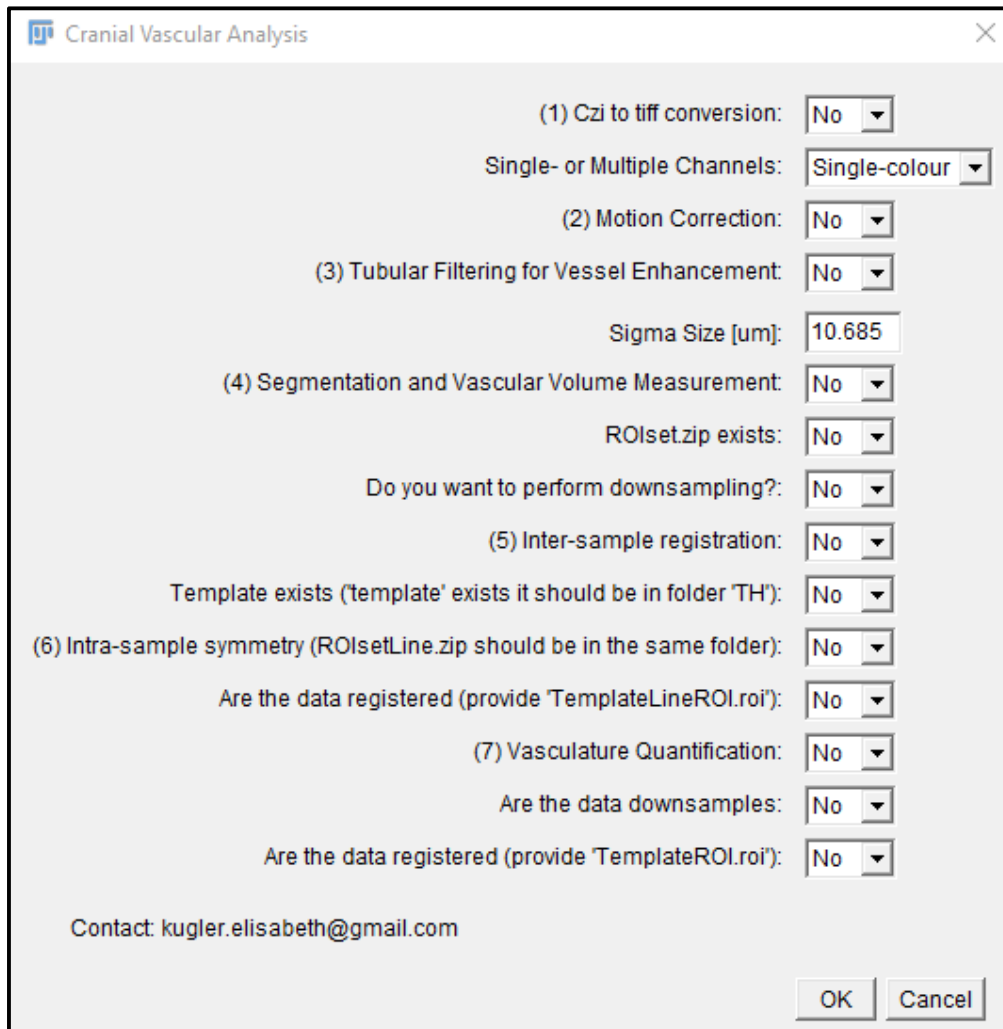 Cranial Vascular Analysis
(1) Czi to tiff conversion: No
Single- or Multiple Channels: Single-colour
(2) Motion Correction: No
(3) Tubular Filtering for Vessel Enhancement: No
Sigma Size [um]: 10.685
(4) Segmentation and Vascular Volume Measurement: No
ROIset.zip exists: No
Do you want to perform downsampling?: No
(5) Inter-sample registration: No
Template exists ('template' exists it should be in folder 'TH'): No
(6) Intra-sample symmetry (ROIsetLine.zip should be in the same folder): No
Are the data registered (provide 'TemplateLineROI.roi'): No
(7) Vasculature Quantification: No
Are the data downsamples: No
Are the data registered (provide 'TemplateROI.roi'): No
Contact: kugler.elisabeth@gmail.com
OK Cancel